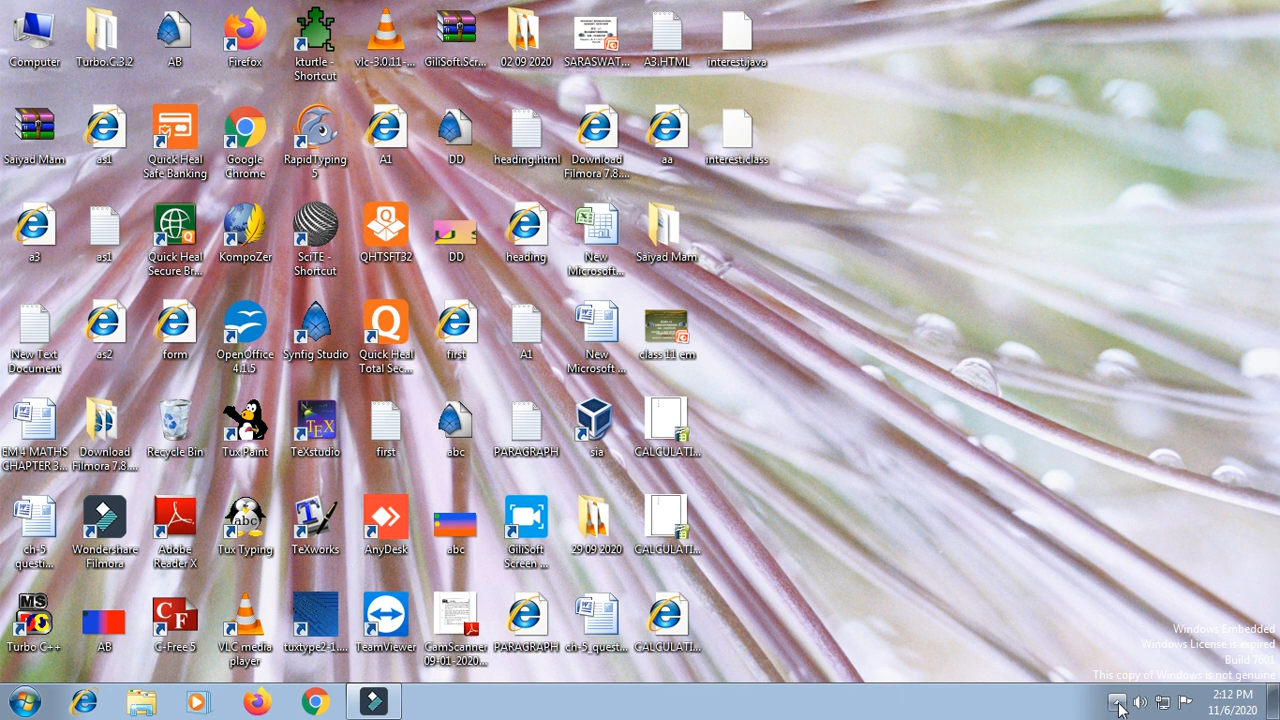 Computer
Turbo.C.3.2
AB
Firefox
kturtle -
Shortcut
vlc-3.0.11-...
GiliSoft.Scr...
02 09 2020
SARASWAT...
A3.HTML
interest.java
Saiyad Mam
as1
Quick Heal
Safe Banking
Google
Chrome
RapidTyping
5
A1
DD
heading.html
Download
Filmora 7.8....
aa
interest.class
a3
as1
Quick Heal
Secure Br...
KompoZer
SciTE -
Shortcut
QHTSFT32
DD
heading
New
Microsoft...
Saiyad Mam
New Text
Document
as2
form
OpenOffice
4.1.5
Synfig Studio
Quick Heal
Total Sec...
first
A1
New
Microsoft ...
class 11 em
EM 4 MATHS
CHAPTER 3...
Download
Filmora 7.8....
Recycle Bin
Tux Paint
TeXstudio
first
abc
PARAGRAPH
sia
CALCULATI...
ch-5
questi...
Wondershare
Filmora
Adobe
Reader X
Tux Typing
TeXworks
AnyDesk
abc
GiliSoft
Screen ...
29 09 2020
CALCULATI...
Turbo C++
AB
C-Free 5
VLC media
player
tuxtype2-1....
TeamViewer
CamScanner
09-01-2020...
PARAGRAPH
ch-5_quest...
CALCULATI...
Windows Embedded
Windows License is expired
Build 7601
This copy of Windows is not genuine
2:12 PM
11/6/2020